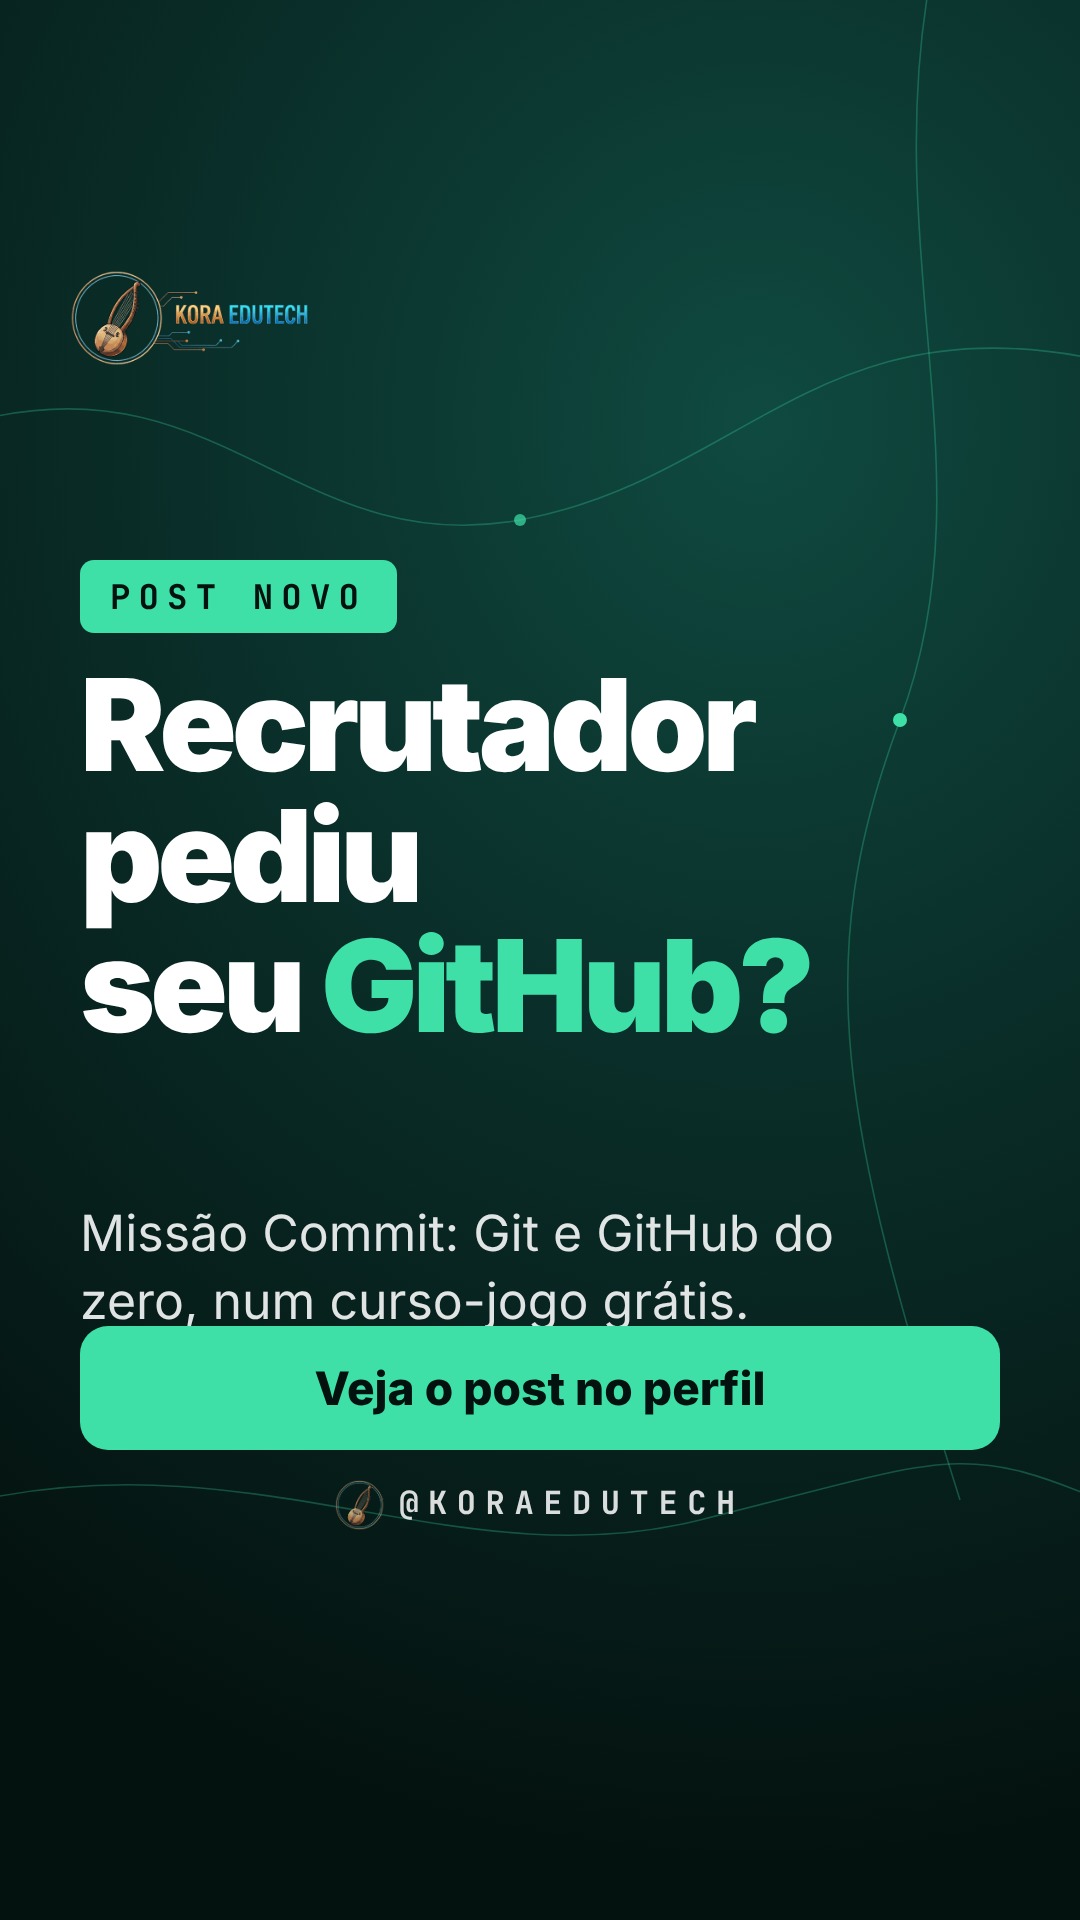 KORA EDUTECH
POST NOVO
Recrutador
pediu
seu GitHub?
Missão Commit: Git e GitHub do
zero, num curso-jogo grátis.
Veja o post no perfil
@KORAEDUTECH